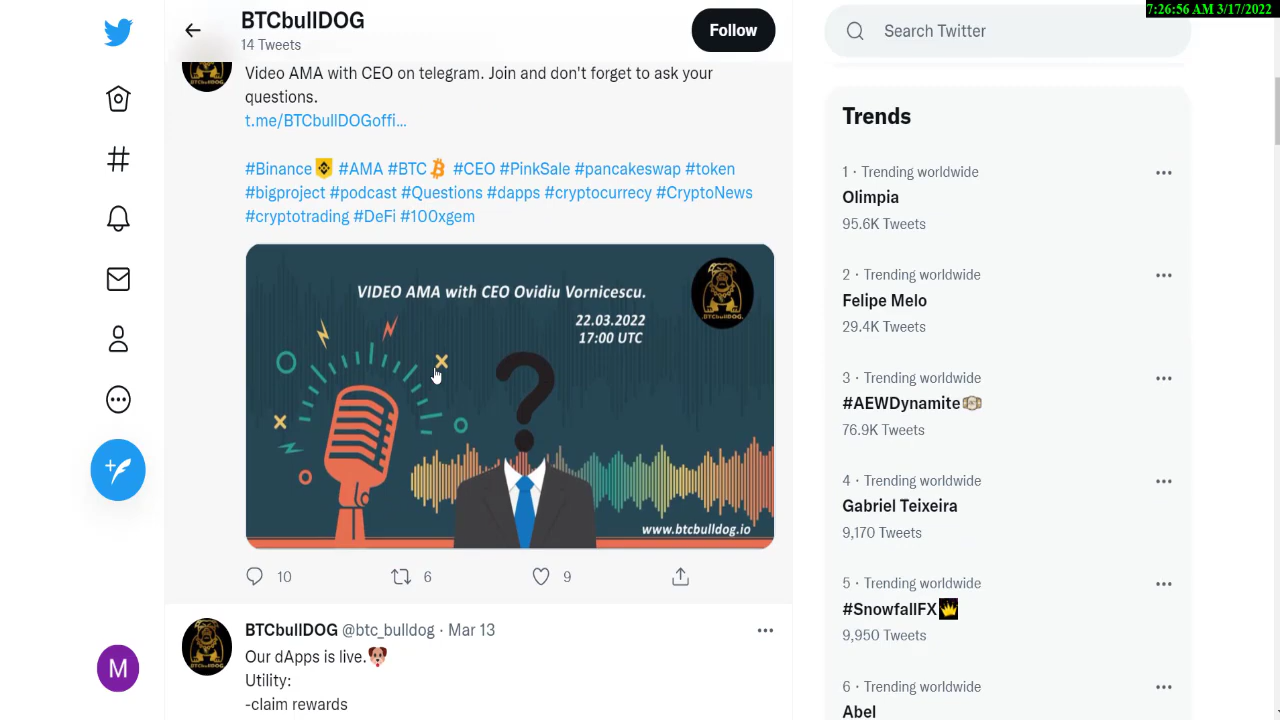 7:26:56 AM 3/17/2022
BTCbullDOG
14 Tweets
Follow
Search Twitter
Video AMA with CEO on telegram. Join and don't forget to ask your
questions.
t.me/BTCbullDOGoffi…
#Binance #AMA #BTC #CEO #PinkSale #pancakeswap #token
#bigproject #podcast #Questions #dapps #cryptocurrecy #CryptoNews
#cryptotrading #DeFi #100xgem
VIDEO AMA with CEO Ovidiu Vornicescu.
22.03.2022
17:00 UTC
BTCbullDOG.
?
www.btcbulldog.io
10
6
9
BTCbullDOG @btc_bulldog · Mar 13
Our dApps is live.
Utility:
-claim rewards
M
Trends
1 · Trending worldwide
Olimpia
95.6K Tweets
2 · Trending worldwide
Felipe Melo
29.4K Tweets
3 · Trending worldwide
#AEWDynamite
76.9K Tweets
4 · Trending worldwide
Gabriel Teixeira
9,170 Tweets
5 · Trending worldwide
#SnowfallFX
9,950 Tweets
6 · Trending worldwide
Abel